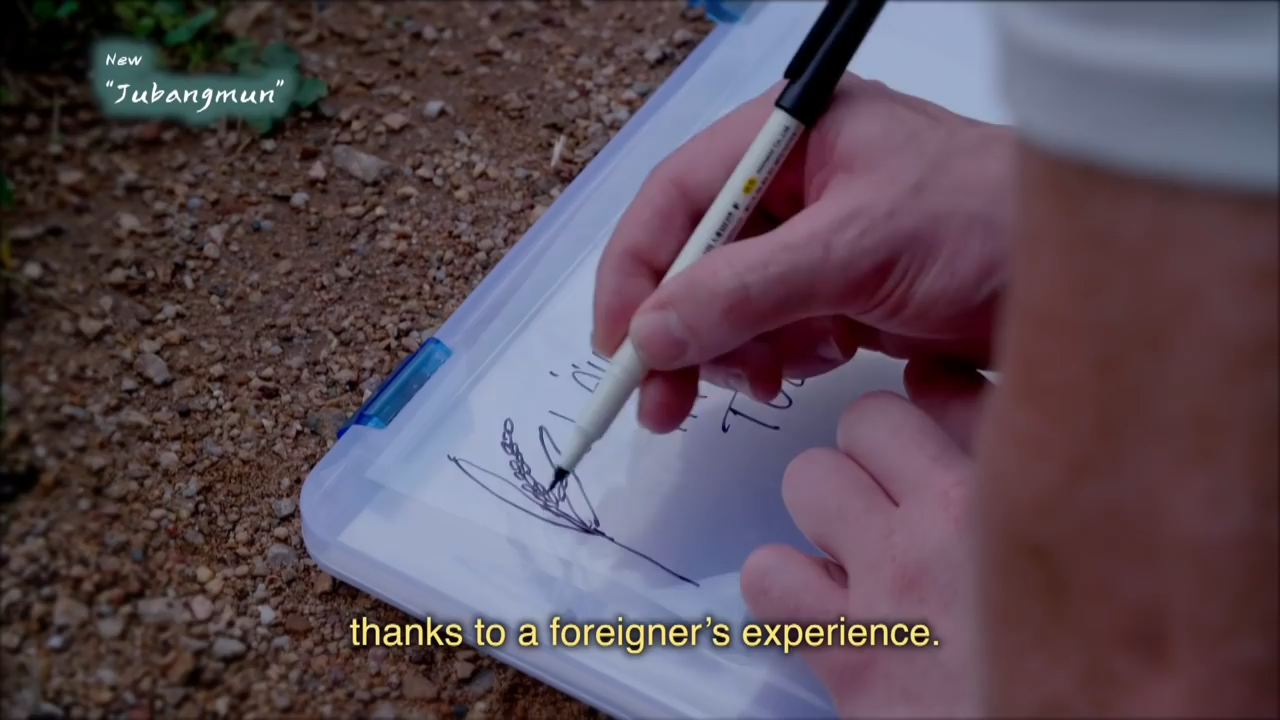 New
“Jubangmun”
thanks to a foreigner’s experience.